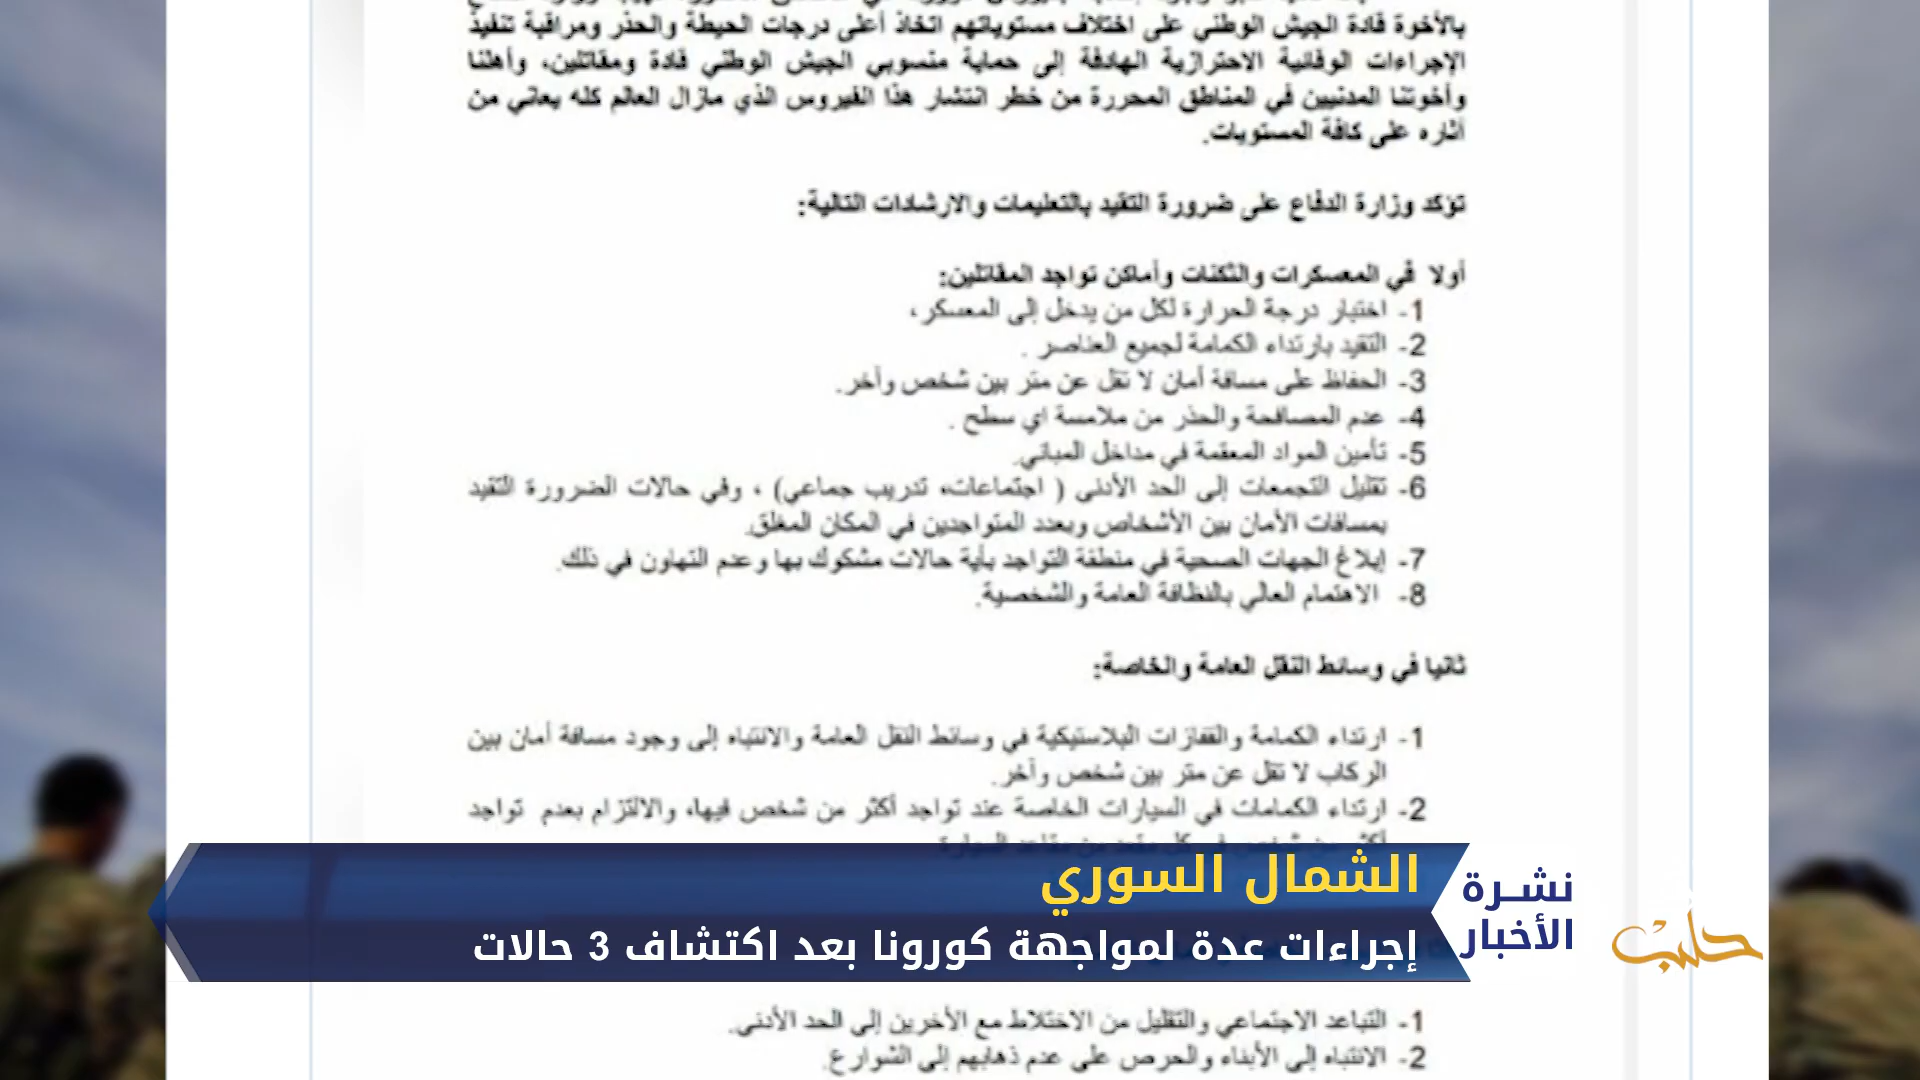 بالأخوة قادة الجيش الوطني على اختلاف مستوياتهم اتخاذ أعلى درجات الحيطة والحذر ومراقبة تنفيذ
الإجراءات الوقائية الاحترازية الهادفة إلى حماية منسوبي الجيش الوطني قادة ومقاتلين، وأهلنا
وأخوتنا المدنيين في المناطق المحررة من خطر انتشار هذا الفيروس الذي مازال العالم كله يعاني من
آثاره على كافة المستويات.
تؤكد وزارة الدفاع على ضرورة التقيد بالتعليمات والارشادات التالية:
أولا في المعسكرات والثكنات وأماكن تواجد المقاتلين:
1- اختبار درجة الحرارة لكل من يدخل إلى المعسكر،
2- التقيد بارتداء الكمامة لجميع العناصر .
3- الحفاظ على مسافة أمان لا تقل عن متر بين شخص وآخر.
4- عدم المصافحة والحذر من ملامسة اي سطح .
5- تأمين المواد المعقمة في مداخل المباني.
6- تقليل التجمعات إلى الحد الأدنى ( اجتماعات، تدريب جماعي) ، وفي حالات الضرورة التقيد
بمسافات الأمان بين الأشخاص وبعدد المتواجدين في المكان المغلق.
7- إبلاغ الجهات الصحية في منطقة التواجد بأية حالات مشكوك بها وعدم التهاون في ذلك.
8- الاهتمام العالي بالنظافة العامة والشخصية.
ثانيا في وسائط النقل العامة والخاصة:
1- ارتداء الكمامة والقفازات البلاستيكية في وسائط النقل العامة والانتباه إلى وجود مسافة أمان بين
الركاب لا تقل عن متر بين شخص وآخر.
2- ارتداء الكمامات في السيارات الخاصة عند تواجد أكثر من شخص فيها، والالتزام بعدم تواجد
الشمال السوري
إجراءات عدة لمواجهة كورونا بعد اكتشاف 3 حالات
نشرة
الأخبار
حلب
1- التباعد الاجتماعي والتقليل من الاختلاط مع الآخرين إلى الحد الأدنى.
2- الانتباه إلى الأبناء والحرص على عدم ذهابهم إلى الشوارع.